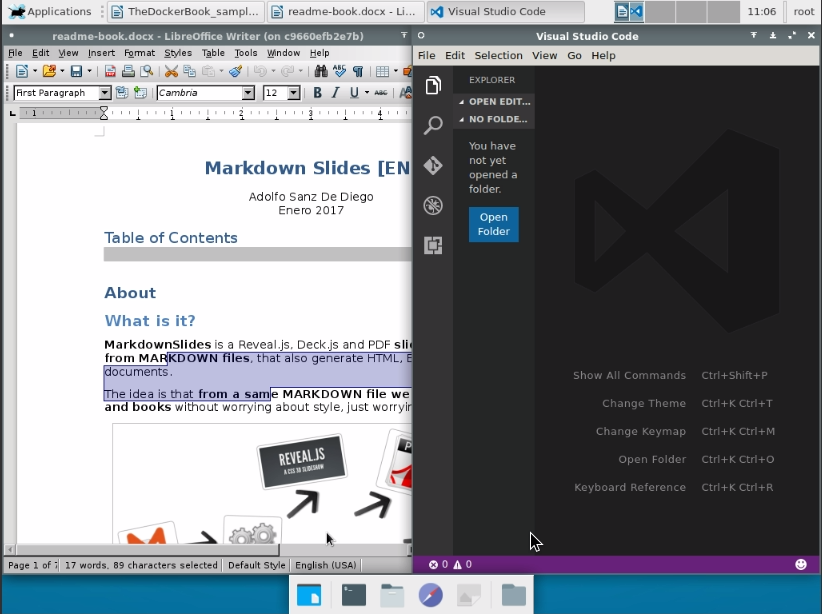 Applications TheDockerBook_sampl... readme-book.docx - Li... Visual Studio Code 11:06 root
readme-book.docx - LibreOffice Writer (on c9660efb2e7b)
File Edit View Insert Format Styles Table Tools Window Help
First Paragraph Cambria 12 B I U ABC
1 1 2 3 4
Markdown Slides [EN
Adolfo Sanz De Diego
Enero 2017
Table of Contents
About
What is it?
MarkdownSlides is a Reveal.js, Deck.js and PDF slid
from MARKDOWN files, that also generate HTML, E
documents.
The idea is that from a same MARKDOWN file we
and books without worrying about style, just worryin
REVEAL.JS
Page 1 of 17 words, 89 characters selected Default Style English (USA)
Visual Studio Code
File Edit Selection View Go Help
EXPLORER
OPEN EDIT...
NO FOLDE...
You have
not yet
opened a
folder.
Open
Folder
Show All Commands Ctrl+Shift+P
Change Theme Ctrl+K Ctrl+T
Change Keymap Ctrl+K Ctrl+M
Open Folder Ctrl+K Ctrl+O
Keyboard Reference Ctrl+K Ctrl+R
0 0